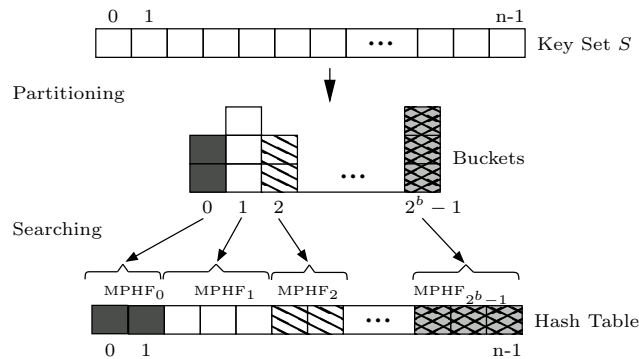 0 1 n-1
... Key Set S
Partitioning
... Buckets
0 1 2 2^b − 1
Searching
MPHF_0 MPHF_1 MPHF_2 MPHF_{2^b−1}
... Hash Table
0 1 n-1